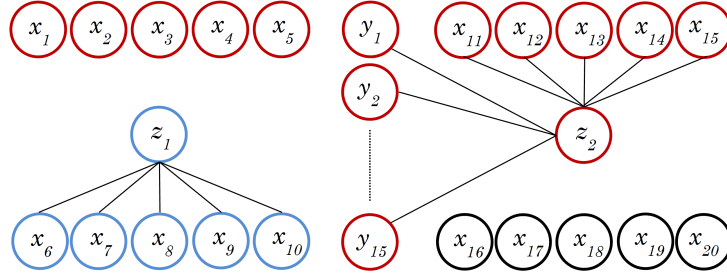 x₁ x₂ x₃ x₄ x₅ y₁ x₁₁ x₁₂ x₁₃ x₁₄ x₁₅
y₂
z₁ z₂
x₆ x₇ x₈ x₉ x₁₀ y₁₅ x₁₆ x₁₇ x₁₈ x₁₉ x₂₀